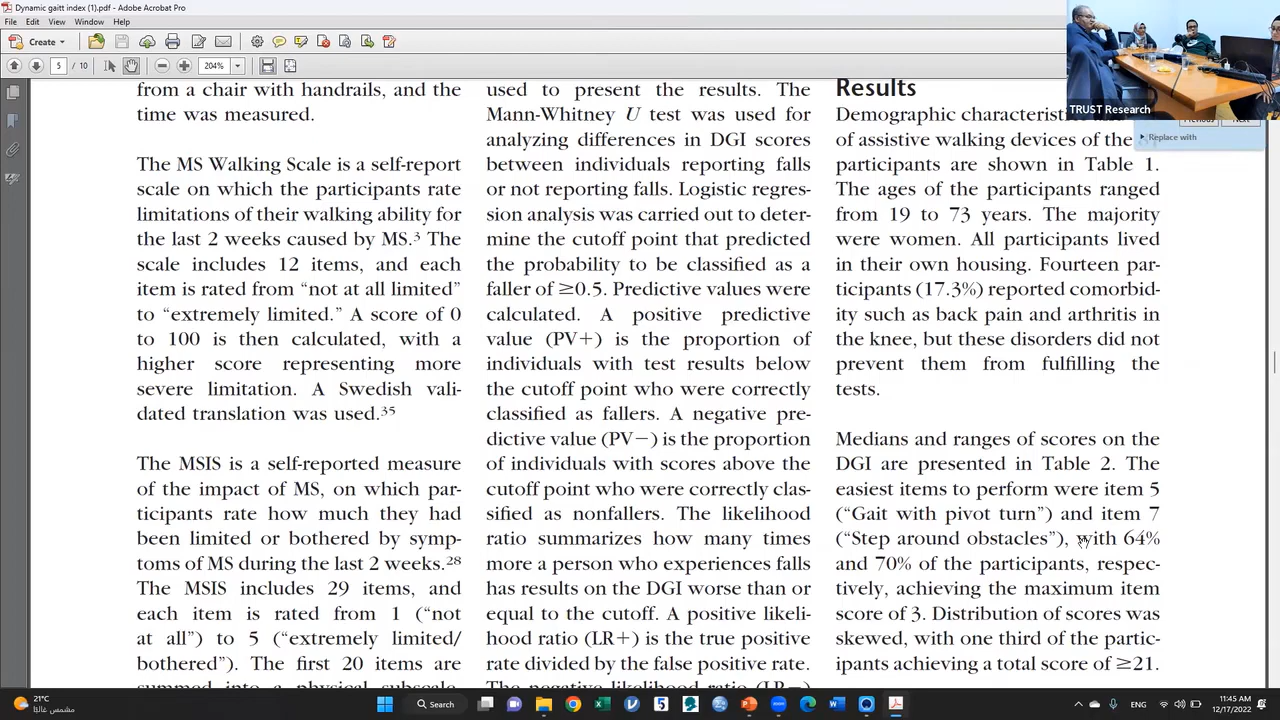 Dynamic gaitt index (1).pdf - Adobe Acrobat Pro
File Edit View Window Help
Create
5 / 10
204%
TRUST Research
Previous Next
Replace with
from a chair with handrails, and the
time was measured.
The MS Walking Scale is a self-report
scale on which the participants rate
limitations of their walking ability for
the last 2 weeks caused by MS.3 The
scale includes 12 items, and each
item is rated from “not at all limited”
to “extremely limited.” A score of 0
to 100 is then calculated, with a
higher score representing more
severe limitation. A Swedish vali-
dated translation was used.35
The MSIS is a self-reported measure
of the impact of MS, on which par-
ticipants rate how much they had
been limited or bothered by symp-
toms of MS during the last 2 weeks.28
The MSIS includes 29 items, and
each item is rated from 1 (“not
at all”) to 5 (“extremely limited/
bothered”). The first 20 items are
summed into a physical subscale,
used to present the results. The
Mann-Whitney U test was used for
analyzing differences in DGI scores
between individuals reporting falls
or not reporting falls. Logistic regres-
sion analysis was carried out to deter-
mine the cutoff point that predicted
the probability to be classified as a
faller of ≥0.5. Predictive values were
calculated. A positive predictive
value (PV+) is the proportion of
individuals with test results below
the cutoff point who were correctly
classified as fallers. A negative pre-
dictive value (PV−) is the proportion
of individuals with scores above the
cutoff point who were correctly clas-
sified as nonfallers. The likelihood
ratio summarizes how many times
more a person who experiences falls
has results on the DGI worse than or
equal to the cutoff. A positive likeli-
hood ratio (LR+) is the true positive
rate divided by the false positive rate.
The negative likelihood ratio (LR−)
Results
Demographic characteristics
of assistive walking devices of the
participants are shown in Table 1.
The ages of the participants ranged
from 19 to 73 years. The majority
were women. All participants lived
in their own housing. Fourteen par-
ticipants (17.3%) reported comorbid-
ity such as back pain and arthritis in
the knee, but these disorders did not
prevent them from fulfilling the
tests.
Medians and ranges of scores on the
DGI are presented in Table 2. The
easiest items to perform were item 5
(“Gait with pivot turn”) and item 7
(“Step around obstacles”), with 64%
and 70% of the participants, respec-
tively, achieving the maximum item
score of 3. Distribution of scores was
skewed, with one third of the partic-
ipants achieving a total score of ≥21.
21°C
مشمس غالبًا
Search
ENG
11:45 AM
12/17/2022